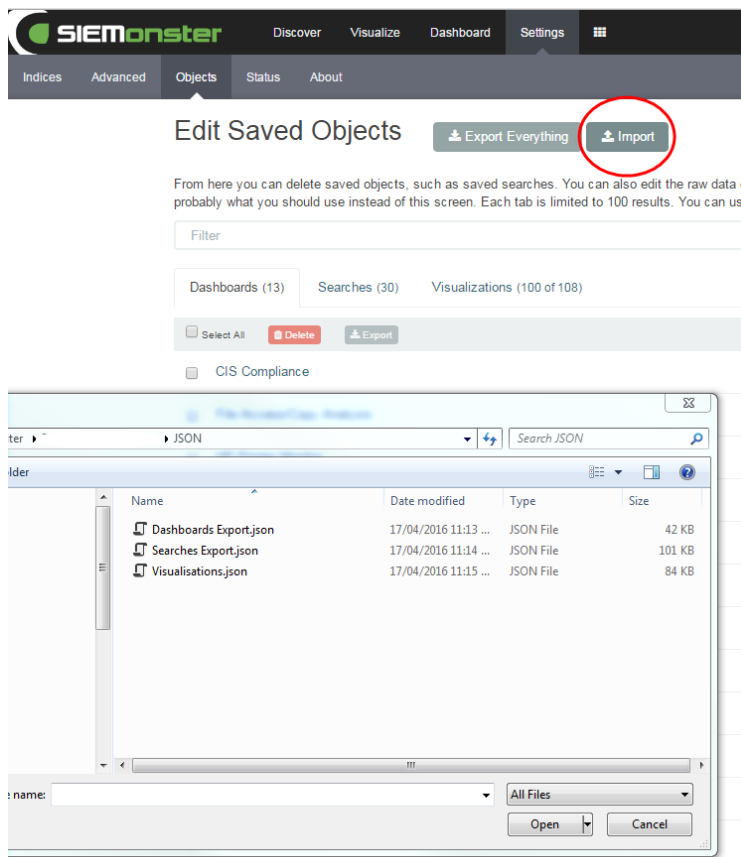 SIEMonster Discover Visualize Dashboard Settings
Indices Advanced Objects Status About
Edit Saved Objects Export Everything Import
From here you can delete saved objects, such as saved searches. You can also edit the raw data
probably what you should use instead of this screen. Each tab is limited to 100 results. You can us
Filter
Dashboards (13) Searches (30) Visualizations (100 of 108)
Select All Delete Export
CIS Compliance
ter JSON Search JSON
lder
Name Date modified Type Size
Dashboards Export.json 17/04/2016 11:13 ... JSON File 42 KB
Searches Export.json 17/04/2016 11:14 ... JSON File 101 KB
Visualisations.json 17/04/2016 11:15 ... JSON File 84 KB
e name: All Files
Open Cancel